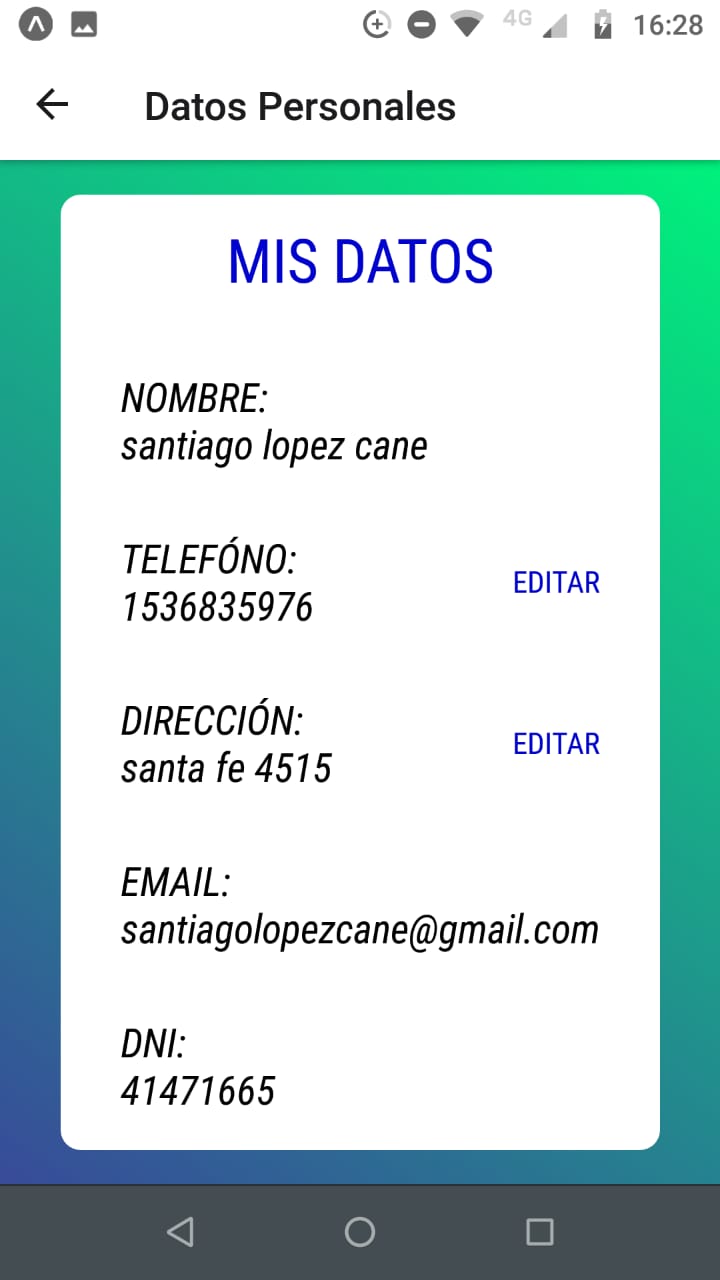 4G 16:28
Datos Personales
MIS DATOS
NOMBRE:
santiago lopez cane
TELEFÓNO:
1536835976
EDITAR
DIRECCIÓN:
santa fe 4515
EDITAR
EMAIL:
santiagolopezcane@gmail.com
DNI:
41471665